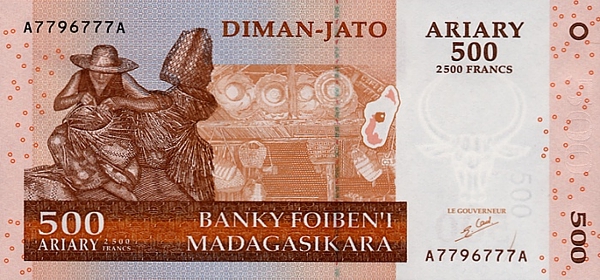 A7796777A
DIMAN-JATO
ARIARY
500
2500 FRANCS
500
LE GOUVERNEUR
500
ARIARY 2500 FRANCS
BANKY FOIBEN'I
MADAGASIKARA
A7796777A
500